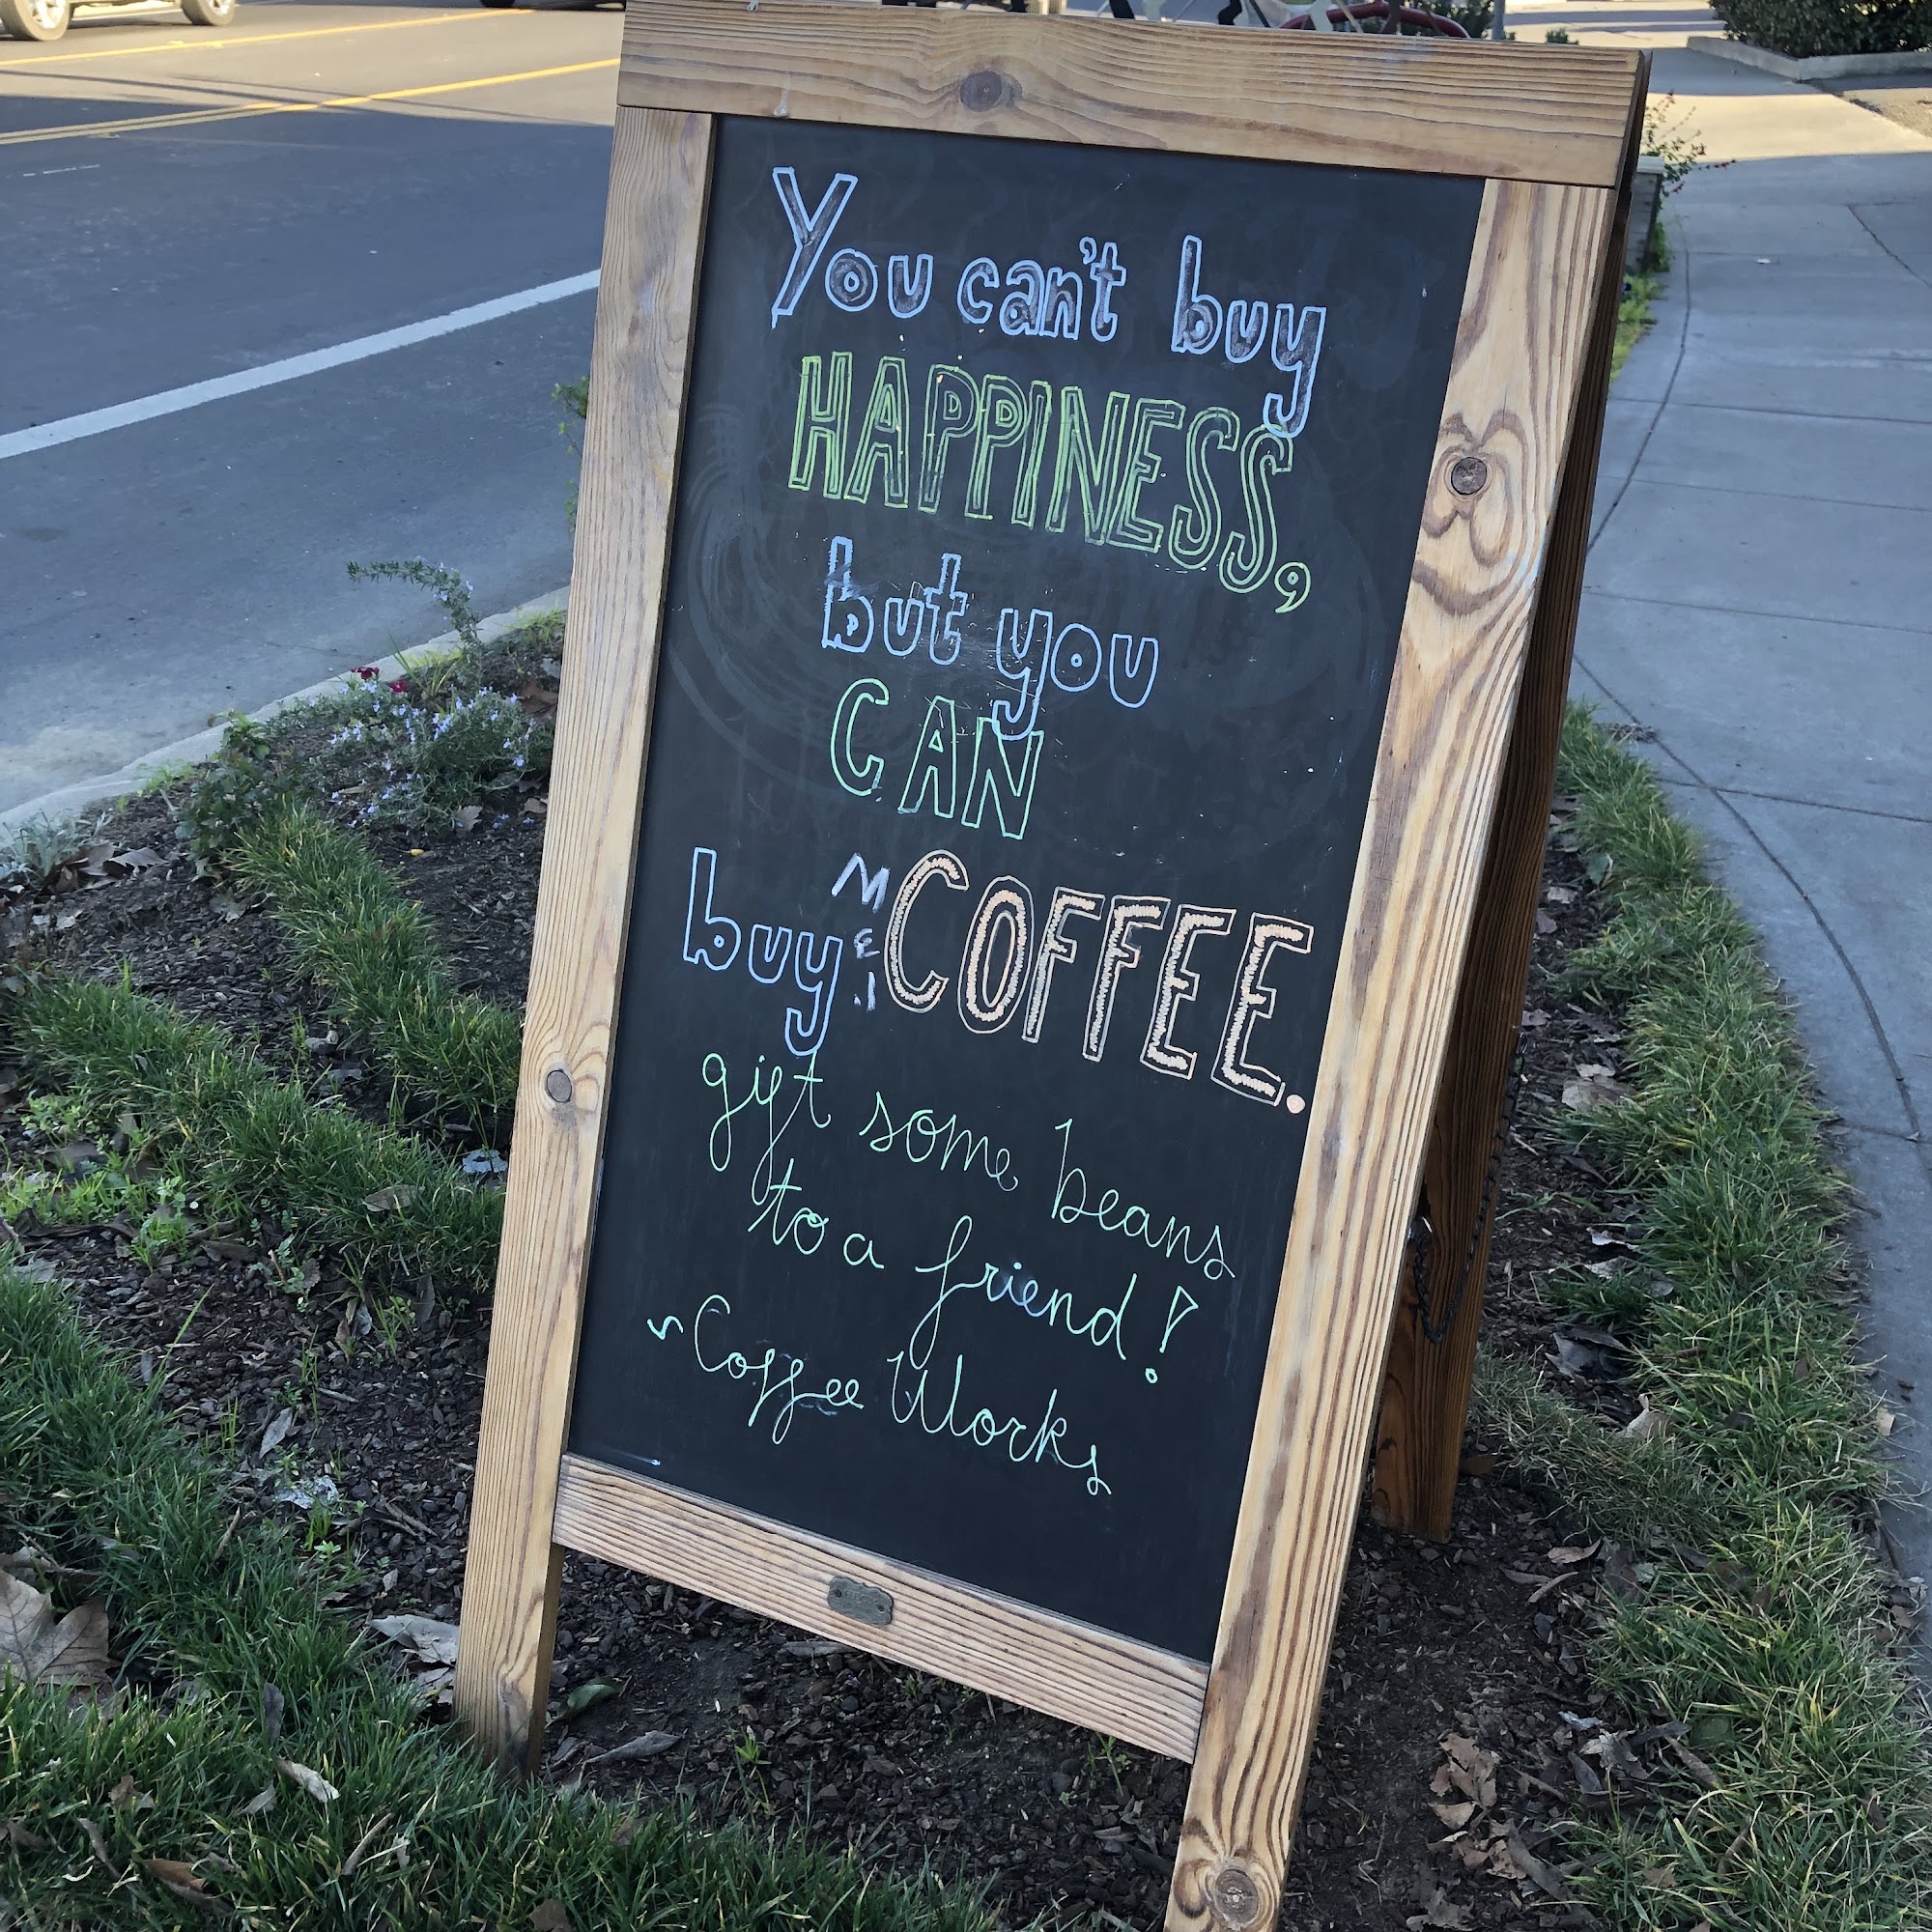 You can't buy
HAPPINESS,
but you
CAN
buy ME COFFEE.
gift some beans
to a friend!
~Coffee Works